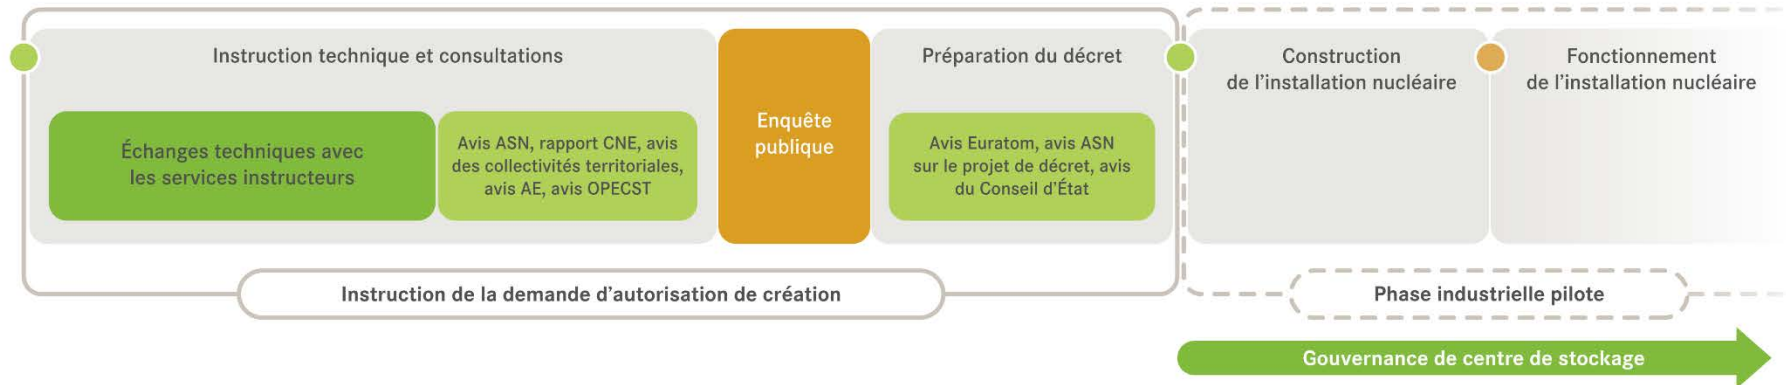 Instruction technique et consultations
Échanges techniques avec
les services instructeurs
Avis ASN, rapport CNE, avis
des collectivités territoriales,
avis AE, avis OPECST
Enquête
publique
Préparation du décret
Avis Euratom, avis ASN
sur le projet de décret, avis
du Conseil d'État
Construction
de l'installation nucléaire
Fonctionnement
de l'installation nucléaire
Instruction de la demande d'autorisation de création
Phase industrielle pilote
Gouvernance de centre de stockage